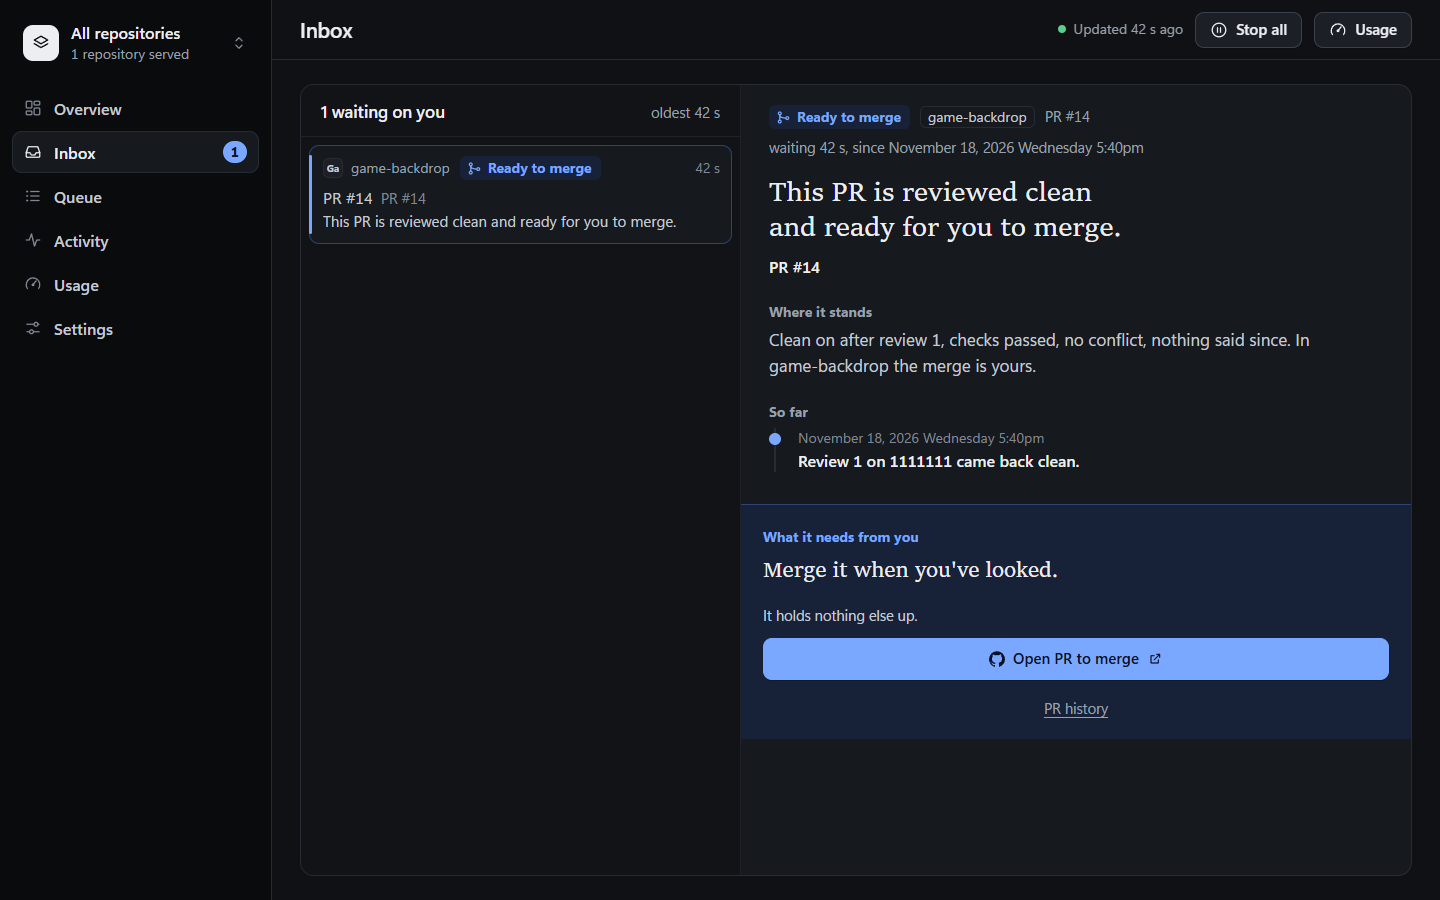 All repositories
1 repository served
Overview
Inbox
1
Queue
Activity
Usage
Settings
Inbox
Updated 42 s ago
Stop all
Usage
1 waiting on you
oldest 42 s
Ga
game-backdrop
Ready to merge
42 s
PR #14 PR #14
This PR is reviewed clean and ready for you to merge.
Ready to merge
game-backdrop
PR #14
waiting 42 s, since November 18, 2026 Wednesday 5:40pm
This PR is reviewed clean
and ready for you to merge.
PR #14
Where it stands
Clean on after review 1, checks passed, no conflict, nothing said since. In
game-backdrop the merge is yours.
So far
November 18, 2026 Wednesday 5:40pm
Review 1 on 1111111 came back clean.
What it needs from you
Merge it when you've looked.
It holds nothing else up.
Open PR to merge
PR history